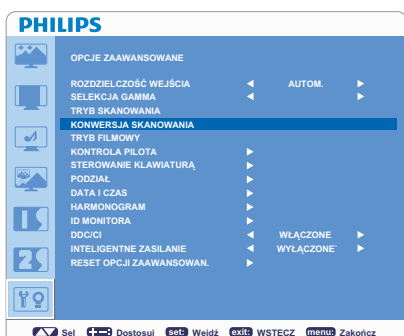 PHILIPS
OPCJE ZAAWANSOWANE
ROZDZIELCZOŚĆ WEJŚCIA AUTOM.
SELEKCJA GAMMA
TRYB SKANOWANIA
KONWERSJA SKANOWANIA
TRYB FILMOWY
KONTROLA PILOTA
STEROWANIE KLAWIATURĄ
PODZIAŁ
DATA I CZAS
HARMONOGRAM
ID MONITORA
DDC/CI WŁĄCZONE
INTELIGENTNE ZASILANIE WYŁĄCZONE`
RESET OPCJI ZAAWANSOWAN.
Sel Dostosuj set: Wejdź exit: WSTECZ menu: Zakończ